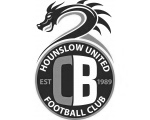 HOUNSLOW UNITED
EST 1989
CB
FOOTBALL CLUB